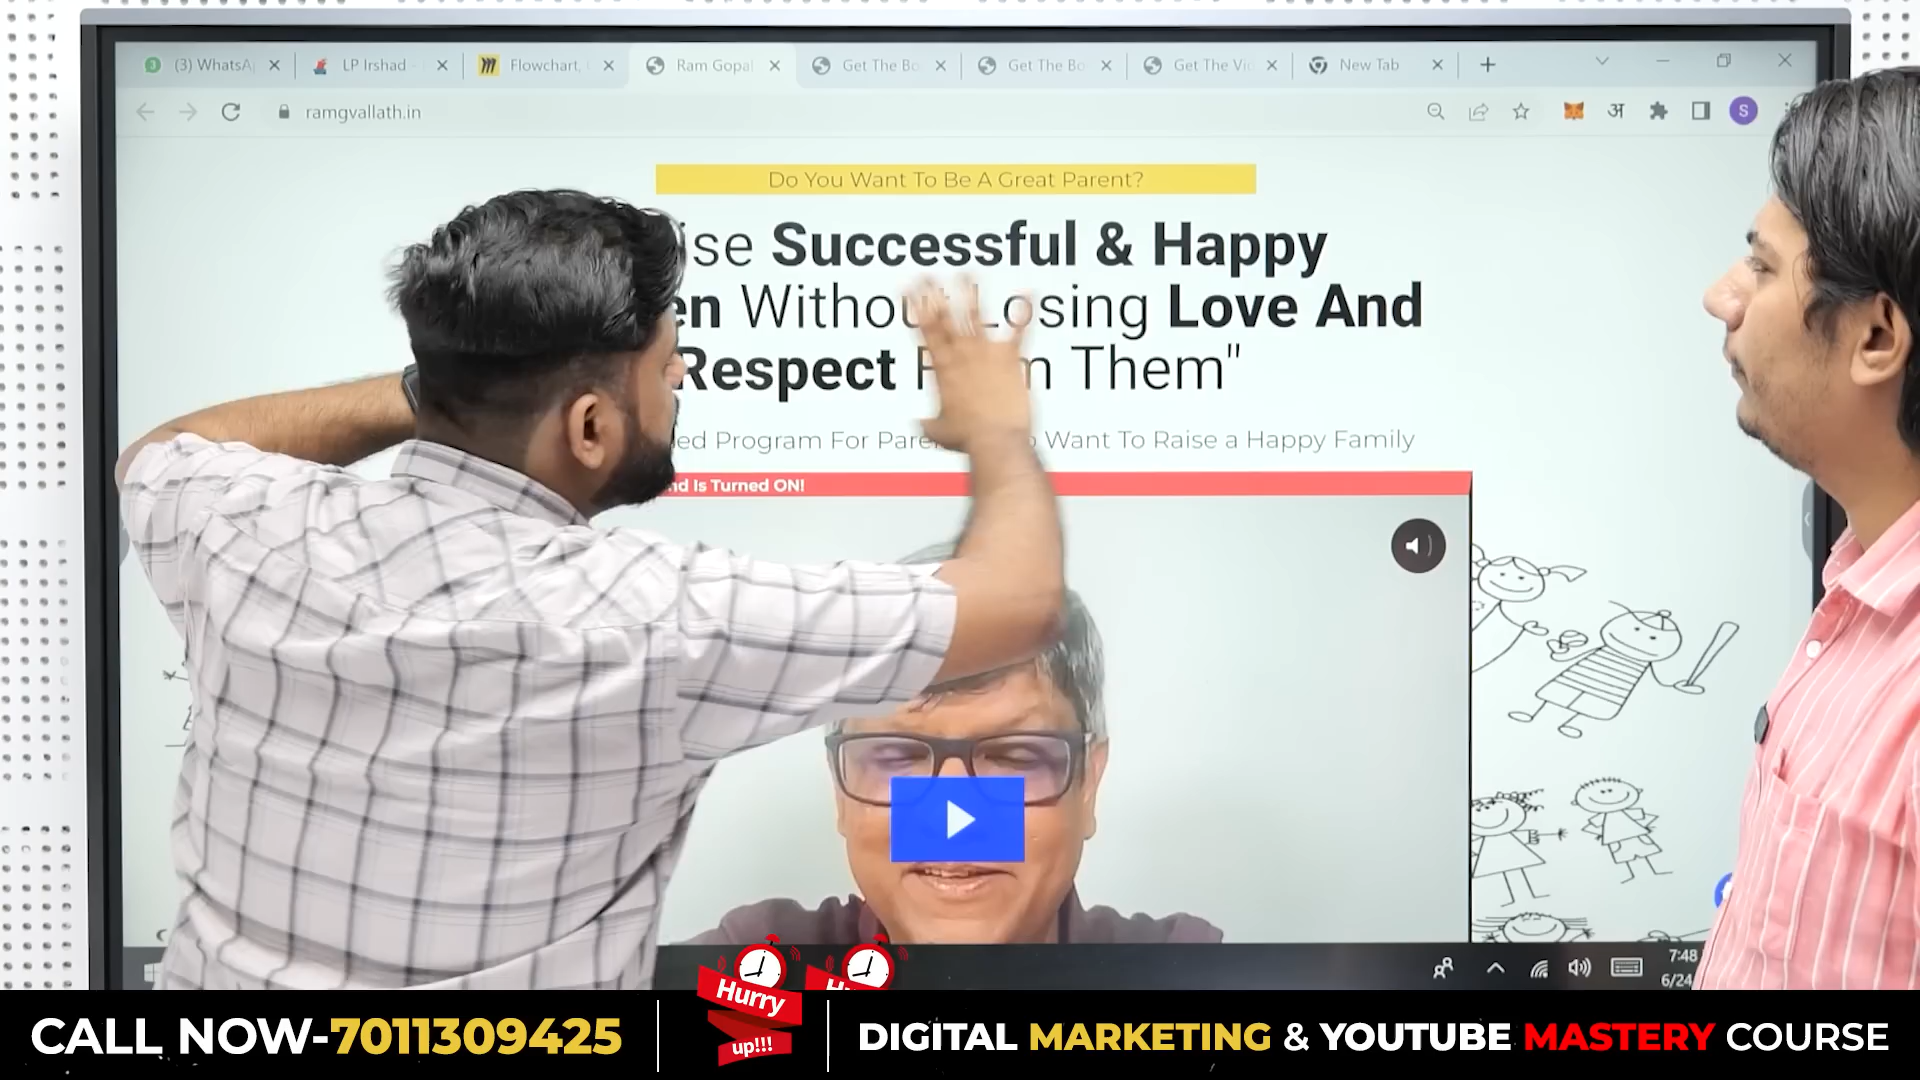 (3) WhatsA
LP Irshad -
Flowchart,
Ram Gopal
Get The Bo
Get The Bo
Get The Vi
New Tab
ramgvallath.in
अ
S
Do You Want To Be A Great Parent?
ise Successful & Happy
en Without Losing Love And
Respect From Them"
ed Program For Parents Who Want To Raise a Happy Family
nd Is Turned ON!
7:48
6/24
Hurry
up!!!
CALL NOW-7011309425
DIGITAL MARKETING & YOUTUBE MASTERY COURSE